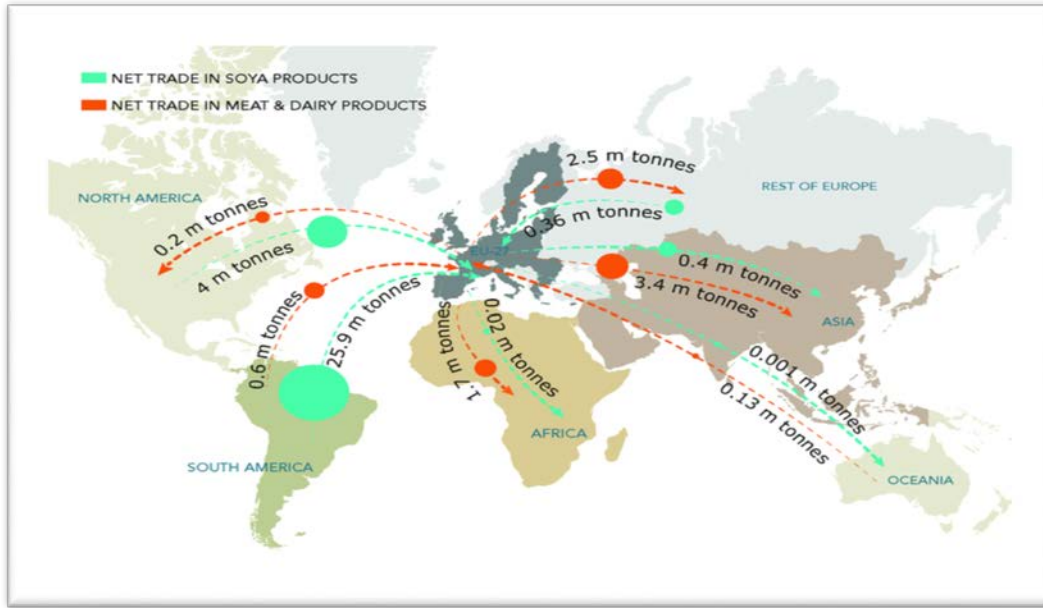 NET TRADE IN SOYA PRODUCTS
NET TRADE IN MEAT & DAIRY PRODUCTS
2.5 m tonnes
REST OF EUROPE
NORTH AMERICA
0.2 m tonnes
0.36 m tonnes
4 m tonnes
EU-27
0.4 m tonnes
3.4 m tonnes
ASIA
0.6 m tonnes
25.9 m tonnes
1.7 m tonnes
0.02 m tonnes
0.001 m tonnes
0.13 m tonnes
AFRICA
SOUTH AMERICA
OCEANIA